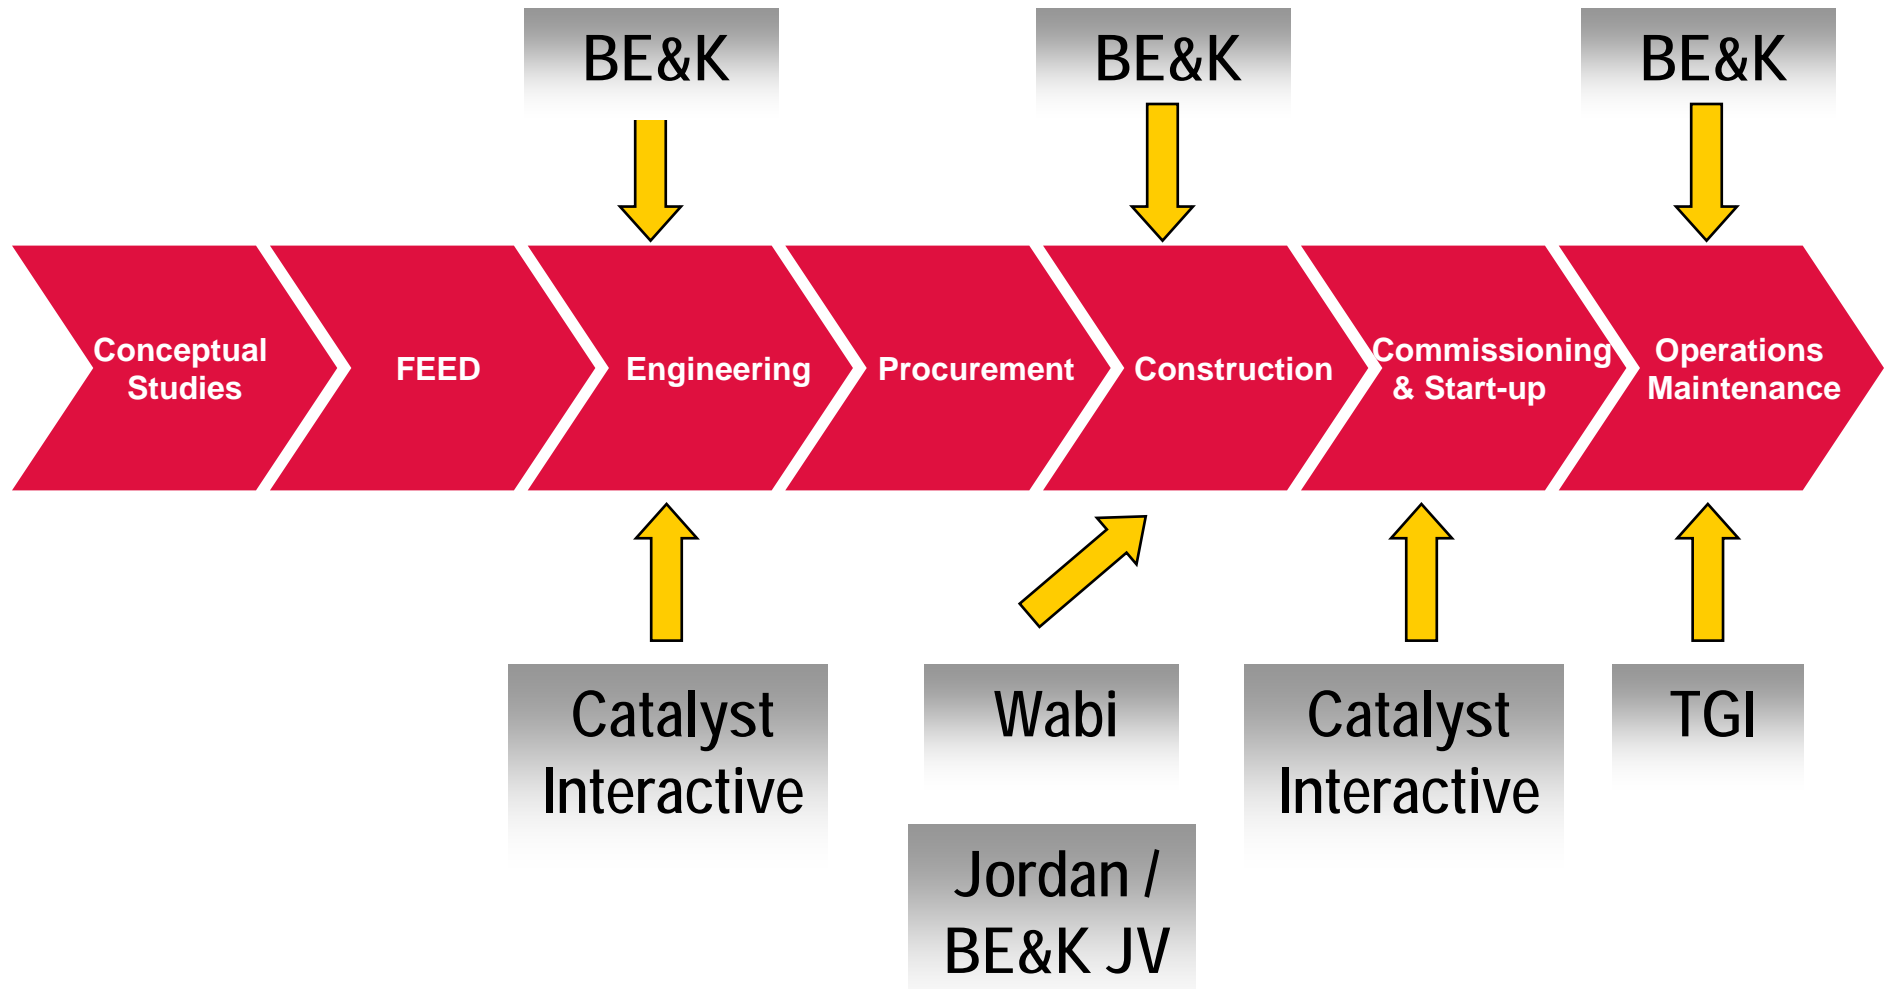 BE&K
BE&K
BE&K
Conceptual
Studies
FEED
Engineering
Procurement
Construction
Commissioning
& Start-up
Operations
Maintenance
Catalyst
Interactive
Wabi
Jordan /
BE&K JV
Catalyst
Interactive
TGI